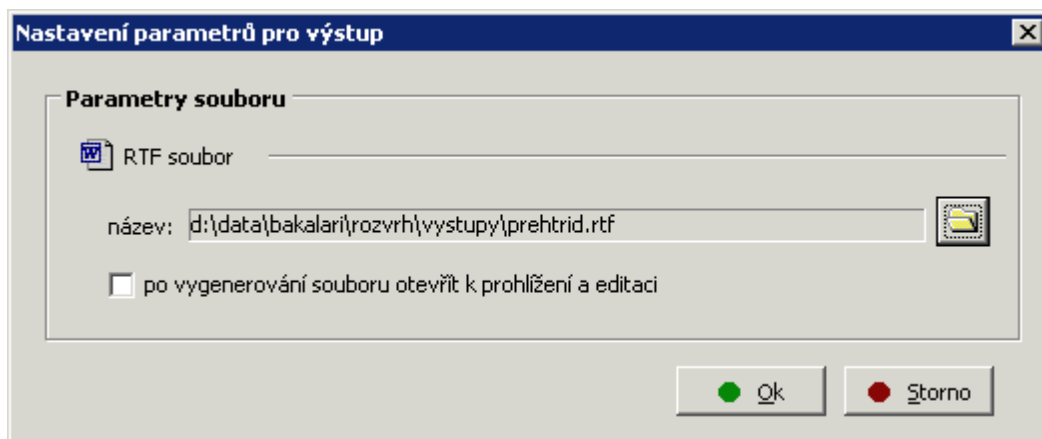 Nastavení parametrů pro výstup
Parametry souboru
RTF soubor
název: d:\data\bakalari\rozvrh\vystupy\prehtrid.rtf
po vygenerování souboru otevřít k prohlížení a editaci
Ok Storno